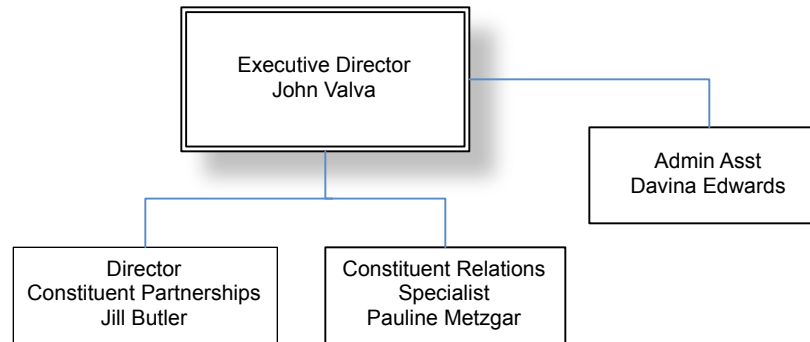 Executive Director
John Valva
Admin Asst
Davina Edwards
Director
Constituent Partnerships
Jill Butler
Constituent Relations
Specialist
Pauline Metzgar